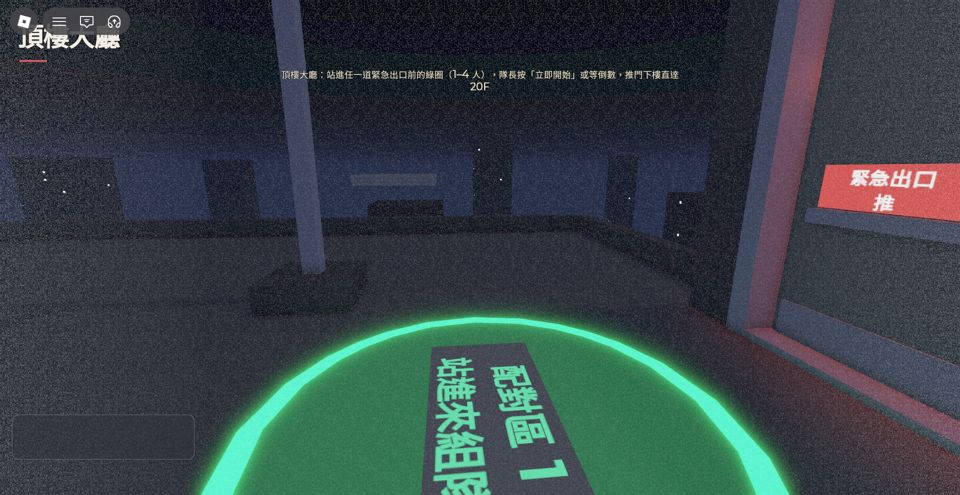 頂樓大廳
頂樓大廳：站進任一道緊急出口前的綠圈（1–4 人），隊長按「立即開始」或等倒數，推門下樓直達
20F
緊急出口
推
配對區 1
站進來組隊